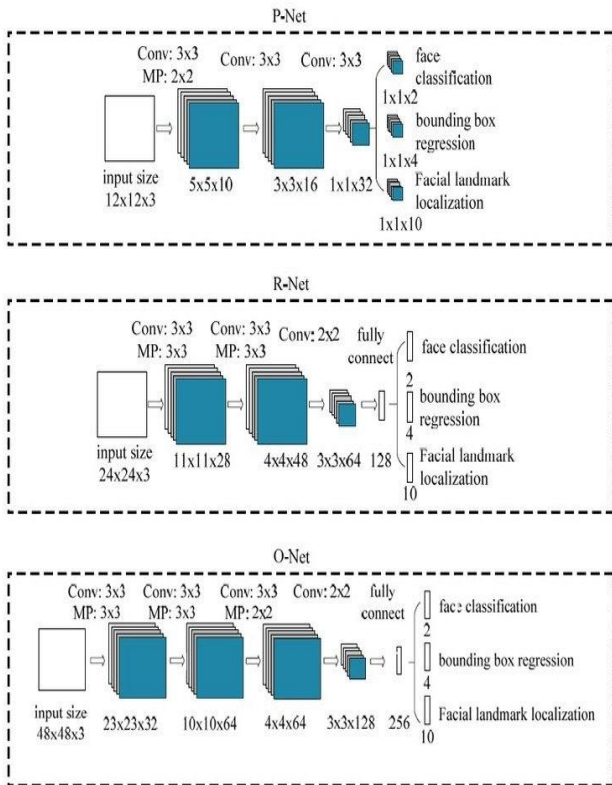 P-Net
Conv: 3x3
MP: 2x2
Conv: 3x3
Conv: 3x3
input size
12x12x3
5x5x10
3x3x16
1x1x32
face
classification
1x1x2
bounding box
regression
1x1x4
Facial landmark
localization
1x1x10
R-Net
Conv: 3x3
MP: 3x3
Conv: 3x3
MP: 3x3
Conv: 2x2
fully
connect
input size
24x24x3
11x11x28
4x4x48
3x3x64
128
face classification
2
bounding box
regression
4
Facial landmark
localization
10
O-Net
Conv: 3x3
MP: 3x3
Conv: 3x3
MP: 3x3
Conv: 3x3
MP: 2x2
Conv: 2x2
fully
connect
input size
48x48x3
23x23x32
10x10x64
4x4x64
3x3x128
256
face classification
2
bounding box regression
4
Facial landmark localization
10